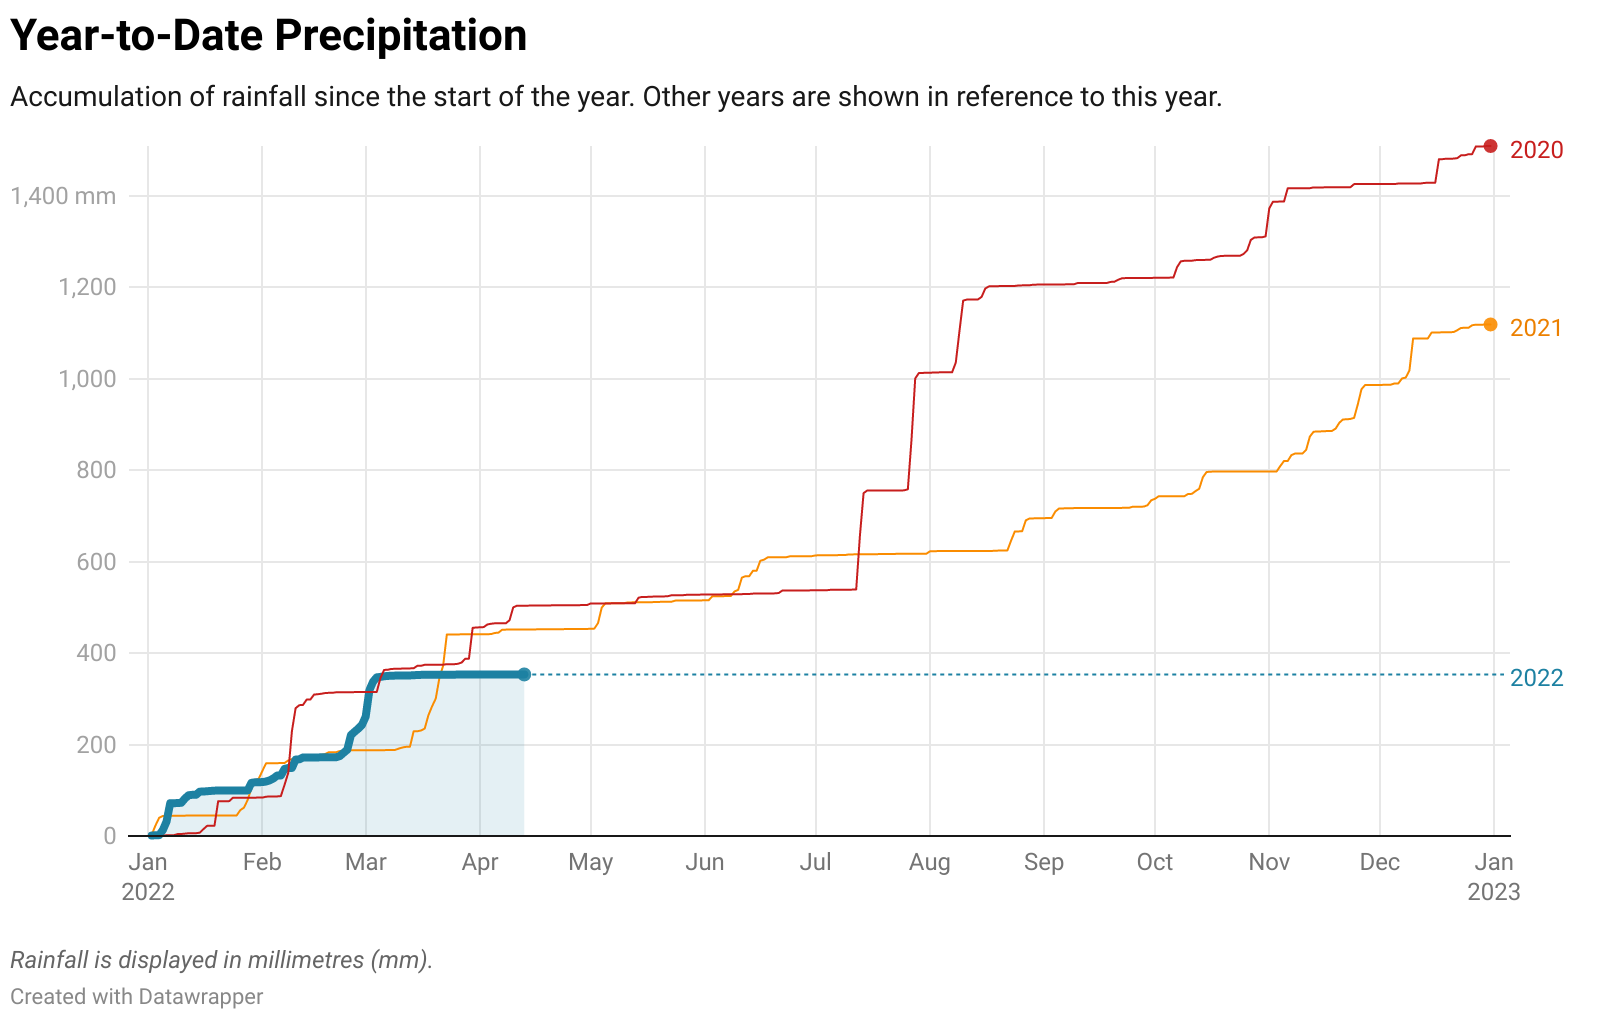 Year-to-Date Precipitation
Accumulation of rainfall since the start of the year. Other years are shown in reference to this year.
2020
1,400 mm
1,200
2021
1,000
800
600
400
2022
200
0
Jan Feb Mar Apr May Jun Jul Aug Sep Oct Nov Dec Jan
2022 2023
Rainfall is displayed in millimetres (mm).
Created with Datawrapper